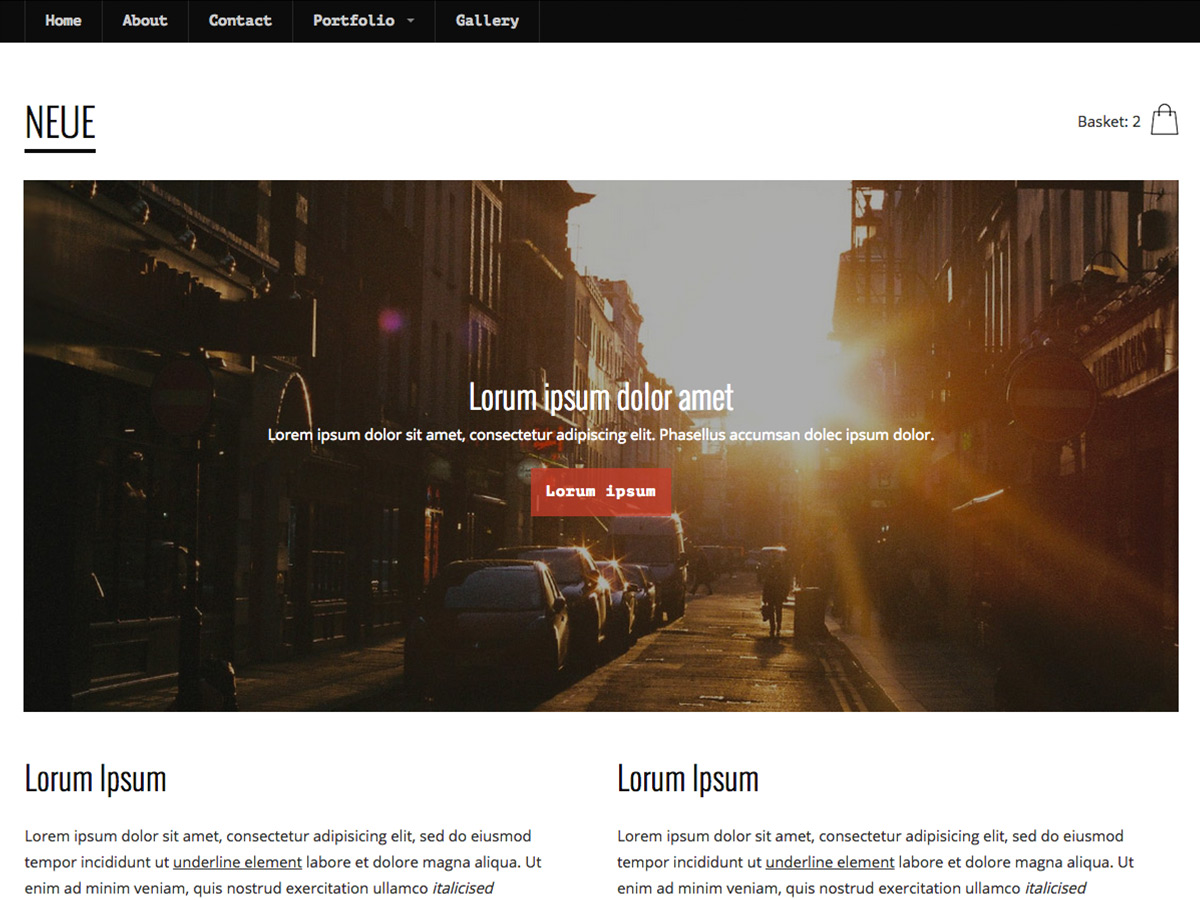 Home About Contact Portfolio Gallery
NEUE
Basket: 2
Lorum ipsum dolor amet
Lorem ipsum dolor sit amet, consectetur adipiscing elit. Phasellus accumsan dolec ipsum dolor.
Lorum ipsum
Lorum Ipsum
Lorem ipsum dolor sit amet, consectetur adipisicing elit, sed do eiusmod
tempor incididunt ut underline element labore et dolore magna aliqua. Ut
enim ad minim veniam, quis nostrud exercitation ullamco italicised
Lorum Ipsum
Lorem ipsum dolor sit amet, consectetur adipisicing elit, sed do eiusmod
tempor incididunt ut underline element labore et dolore magna aliqua. Ut
enim ad minim veniam, quis nostrud exercitation ullamco italicised